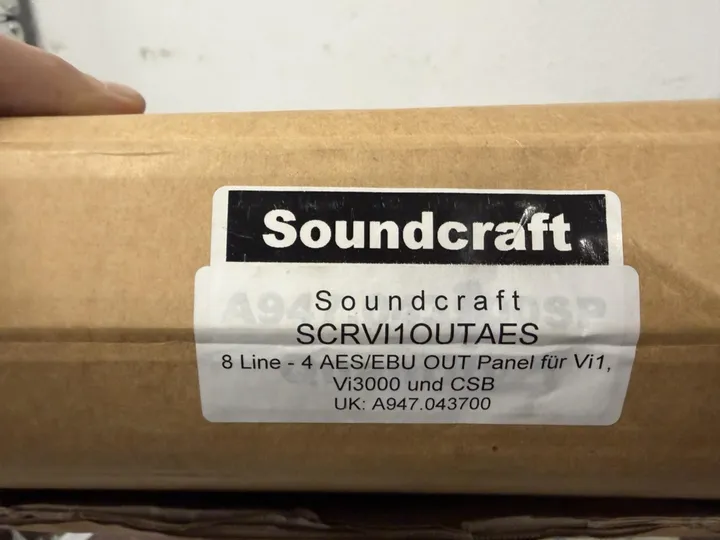 Soundcraft
Soundcraft
SCRVI1OUTAES
8 Line - 4 AES/EBU OUT Panel für Vi1,
Vi3000 und CSB
UK: A947.043700